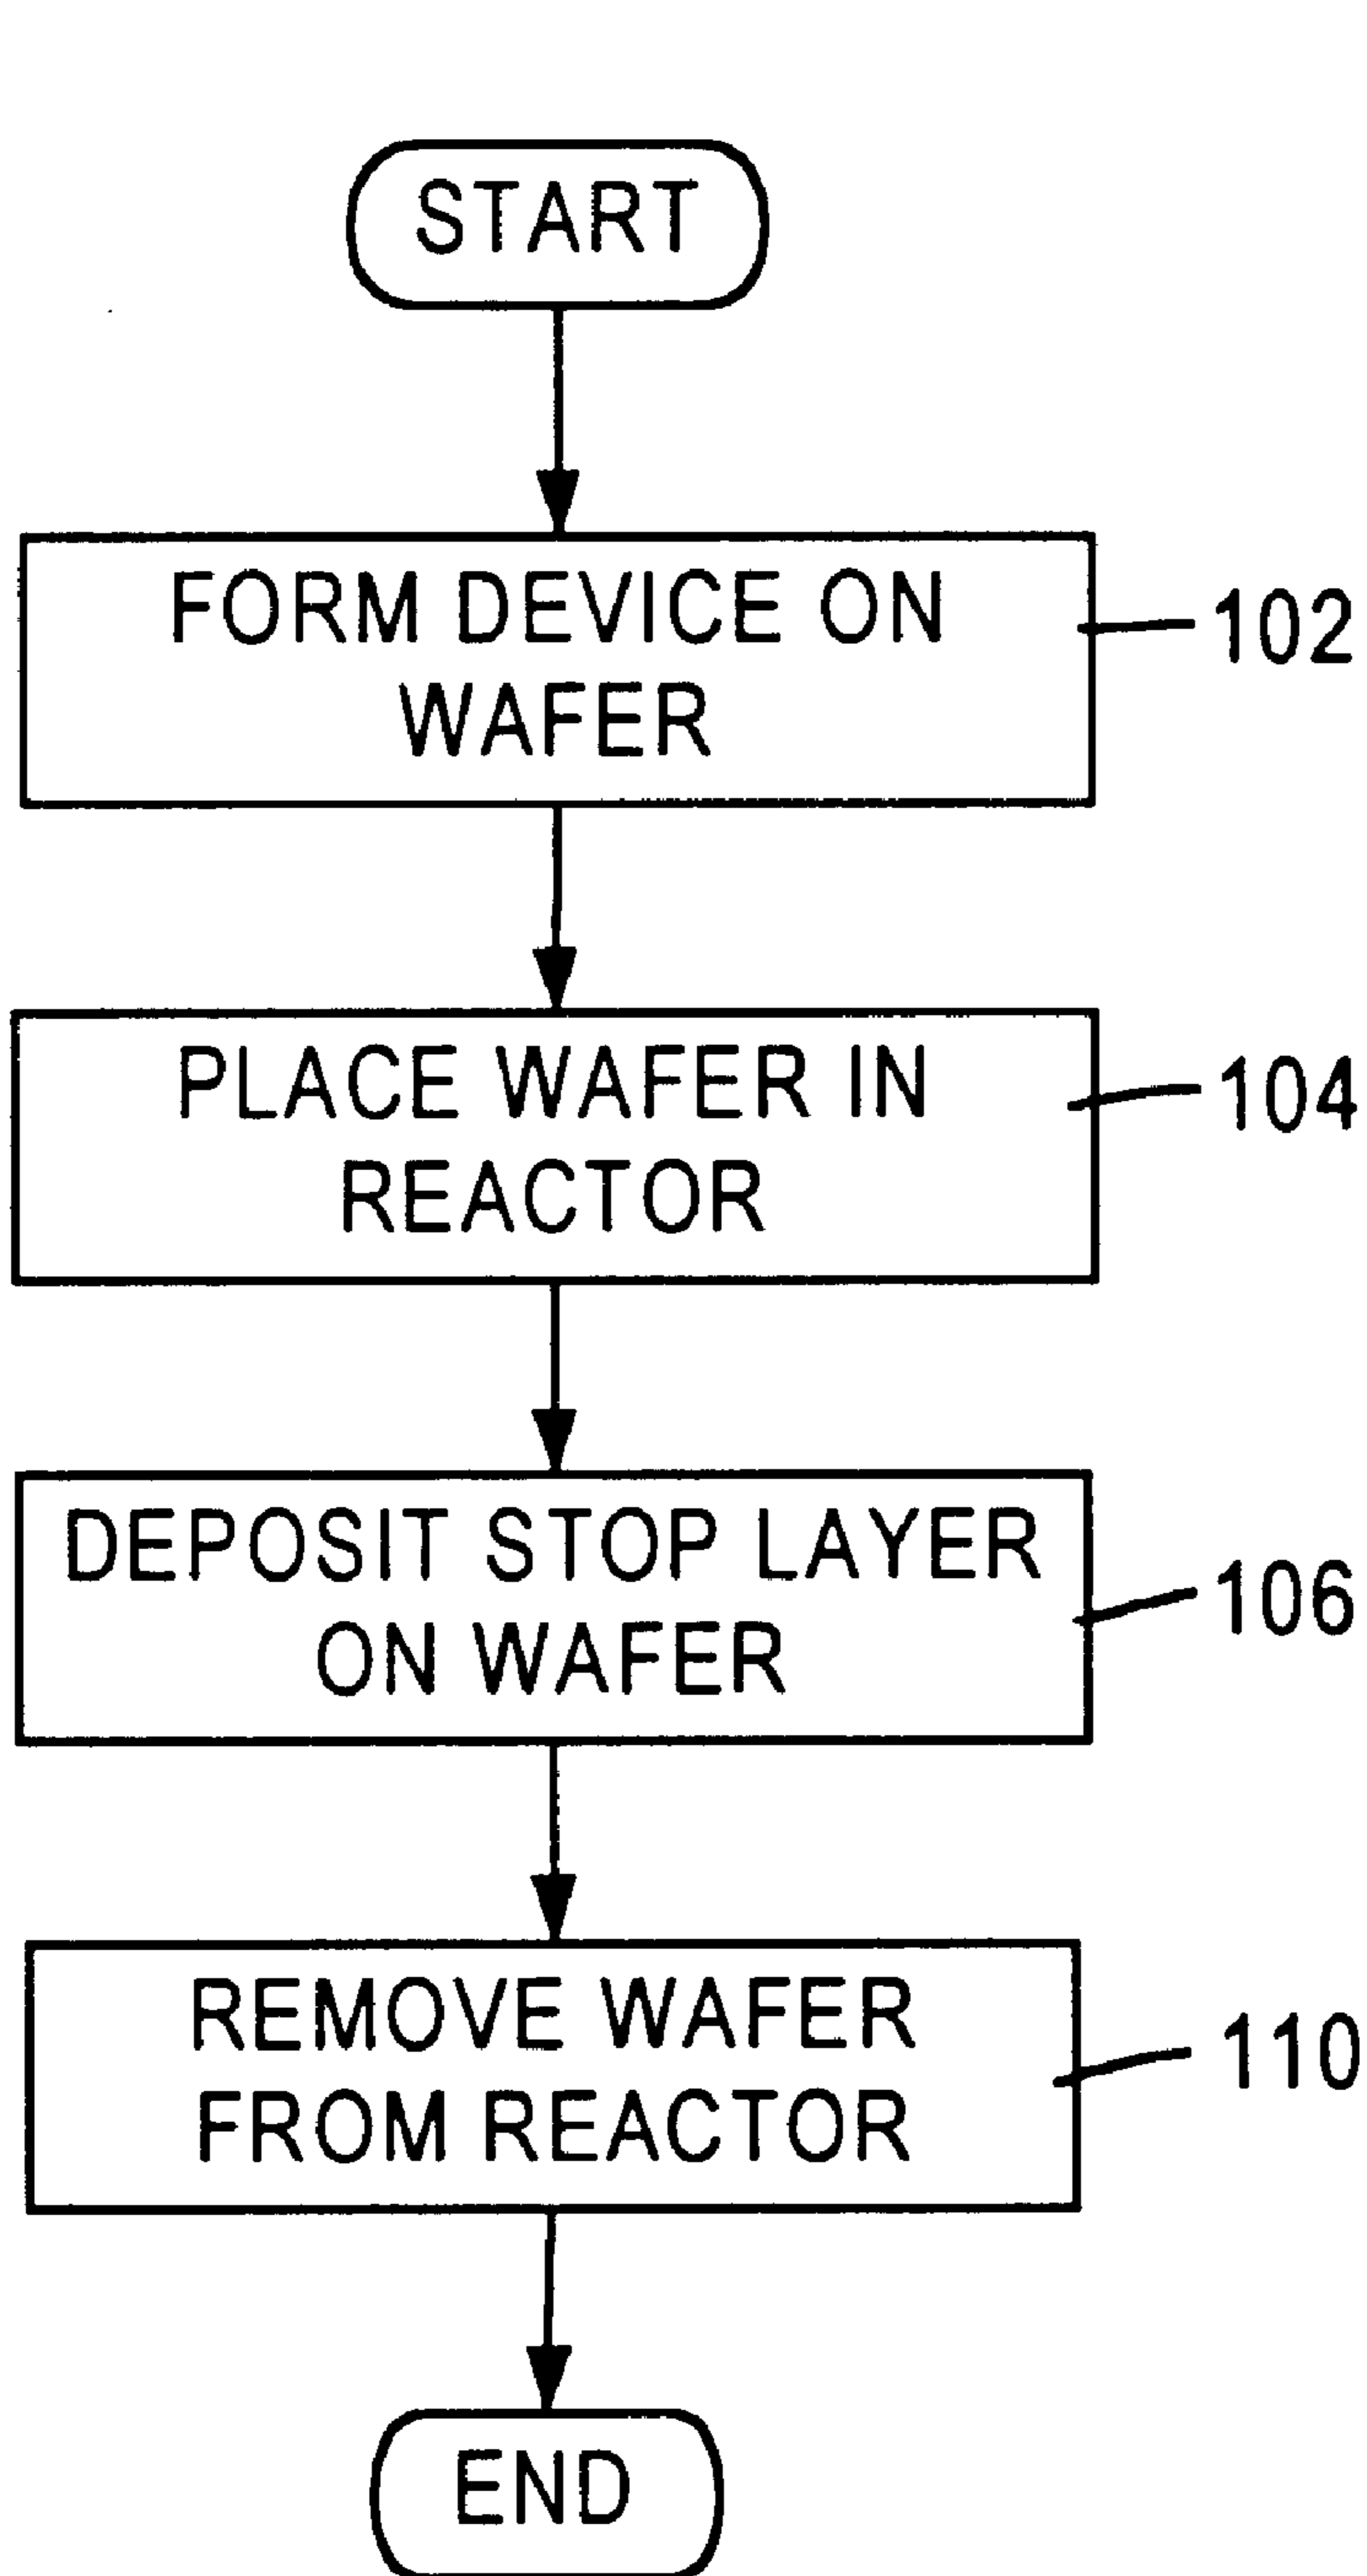 START
FORM DEVICE ON
WAFER
102
PLACE WAFER IN
REACTOR
104
DEPOSIT STOP LAYER
ON WAFER
106
REMOVE WAFER
FROM REACTOR
110
END